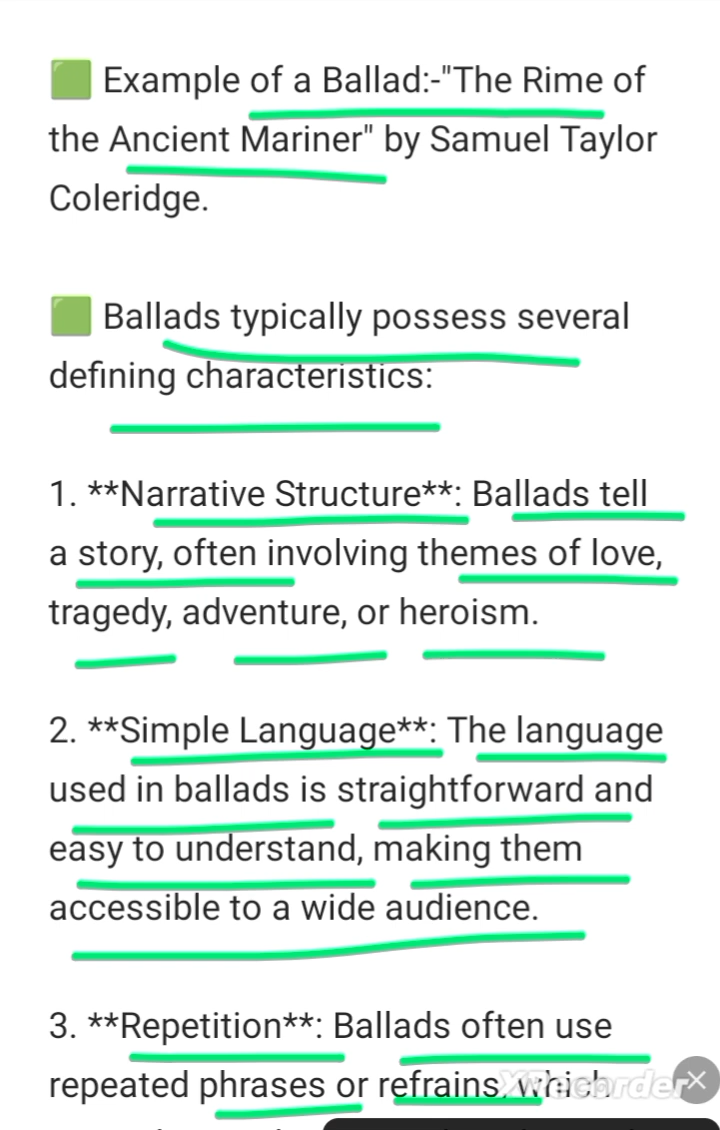 🟩 Example of a Ballad:-"The Rime of
the Ancient Mariner" by Samuel Taylor
Coleridge.
🟩 Ballads typically possess several
defining characteristics:
1. **Narrative Structure**: Ballads tell
a story, often involving themes of love,
tragedy, adventure, or heroism.
2. **Simple Language**: The language
used in ballads is straightforward and
easy to understand, making them
accessible to a wide audience.
3. **Repetition**: Ballads often use
repeated phrases or refrains, which
XRecorder